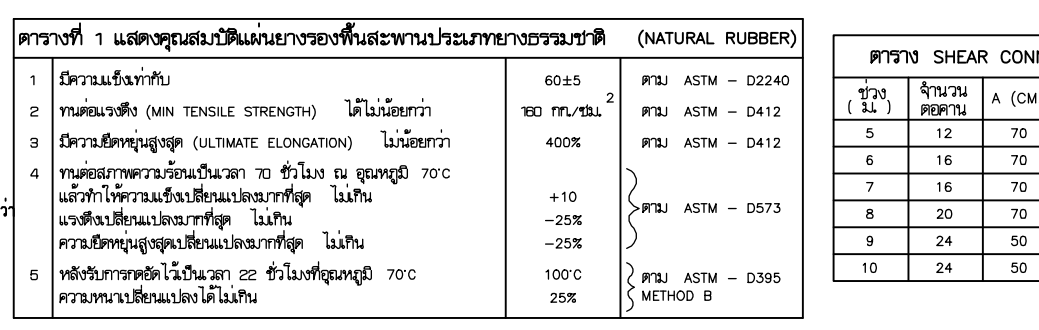 ตารางที่ 1 แสดงคุณสมบัติแผ่นยางรองพื้นสะพานประเภทยางธรรมชาติ (NATURAL RUBBER)
1 มีความแข็งเท่ากับ 60±5 ตาม ASTM - D2240
2 ทนต่อแรงดึง (MIN TENSILE STRENGTH) ได้ไม่น้อยกว่า 160 กก./ซม.2 ตาม ASTM - D412
3 มีความยืดหยุ่นสูงสุด (ULTIMATE ELONGATION) ไม่น้อยกว่า 400% ตาม ASTM - D412
4 ทนต่อสภาพความร้อนเป็นเวลา 70 ชั่วโมง ณ อุณหภูมิ 70°C
แล้วทำให้ความแข็งเปลี่ยนแปลงมากที่สุด ไม่เกิน +10
ว่า
แรงดึงเปลี่ยนแปลงมากที่สุด ไม่เกิน -25% ตาม ASTM - D573
ความยืดหยุ่นสูงสุดเปลี่ยนแปลงมากที่สุด ไม่เกิน -25%
5 หลังรับการกดอัดไว้เป็นเวลา 22 ชั่วโมงที่อุณหภูมิ 70°C 100°C ตาม ASTM - D395
ความหนาเปลี่ยนแปลงได้ไม่เกิน 25% METHOD B
ตาราง SHEAR CONN
ช่วง จำนวน A (CM
( ม. ) ต่อคาน
5 12 70
6 16 70
7 16 70
8 20 70
9 24 50
10 24 50